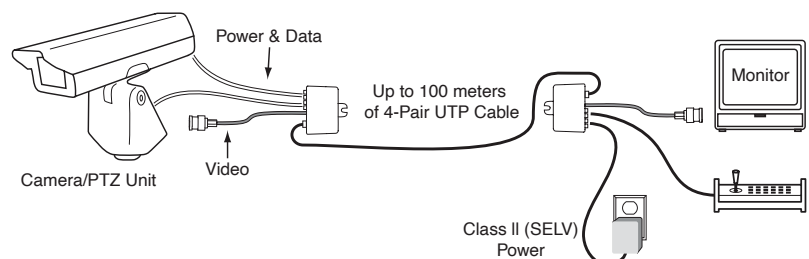 Power & Data
Up to 100 meters
of 4-Pair UTP Cable
Monitor
Video
Camera/PTZ Unit
Class II (SELV)
Power